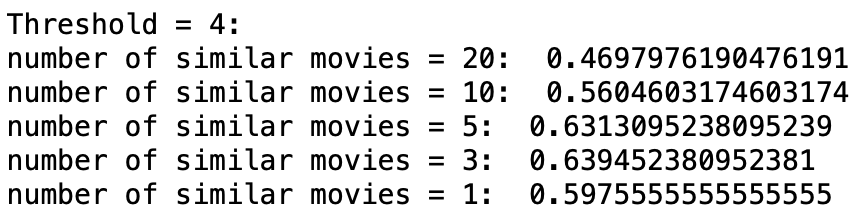 Threshold = 4:
number of similar movies = 20:  0.4697976190476191
number of similar movies = 10:  0.5604603174603174
number of similar movies = 5:  0.6313095238095239
number of similar movies = 3:  0.639452380952381
number of similar movies = 1:  0.5975555555555555